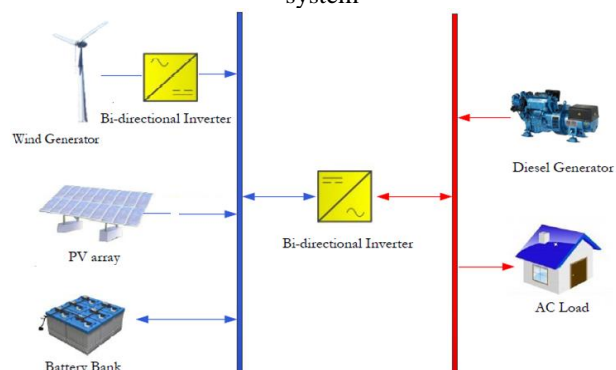 system
Bi-directional Inverter
Wind Generator
Diesel Generator
Bi-directional Inverter
PV array
AC Load
Battery Bank